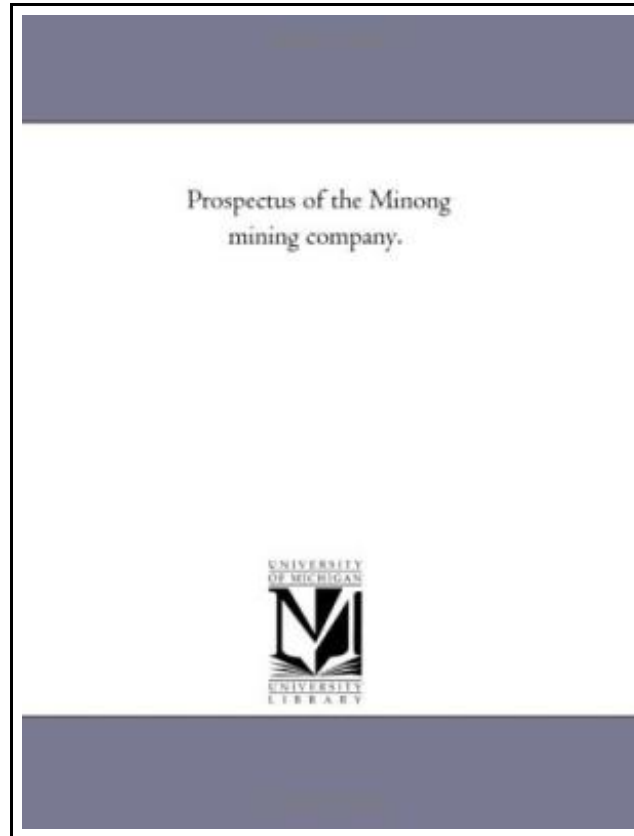 Prospectus of the Minong
mining company.
UNIVERSITY
OF MICHIGAN
UNIVERSITY
LIBRARY